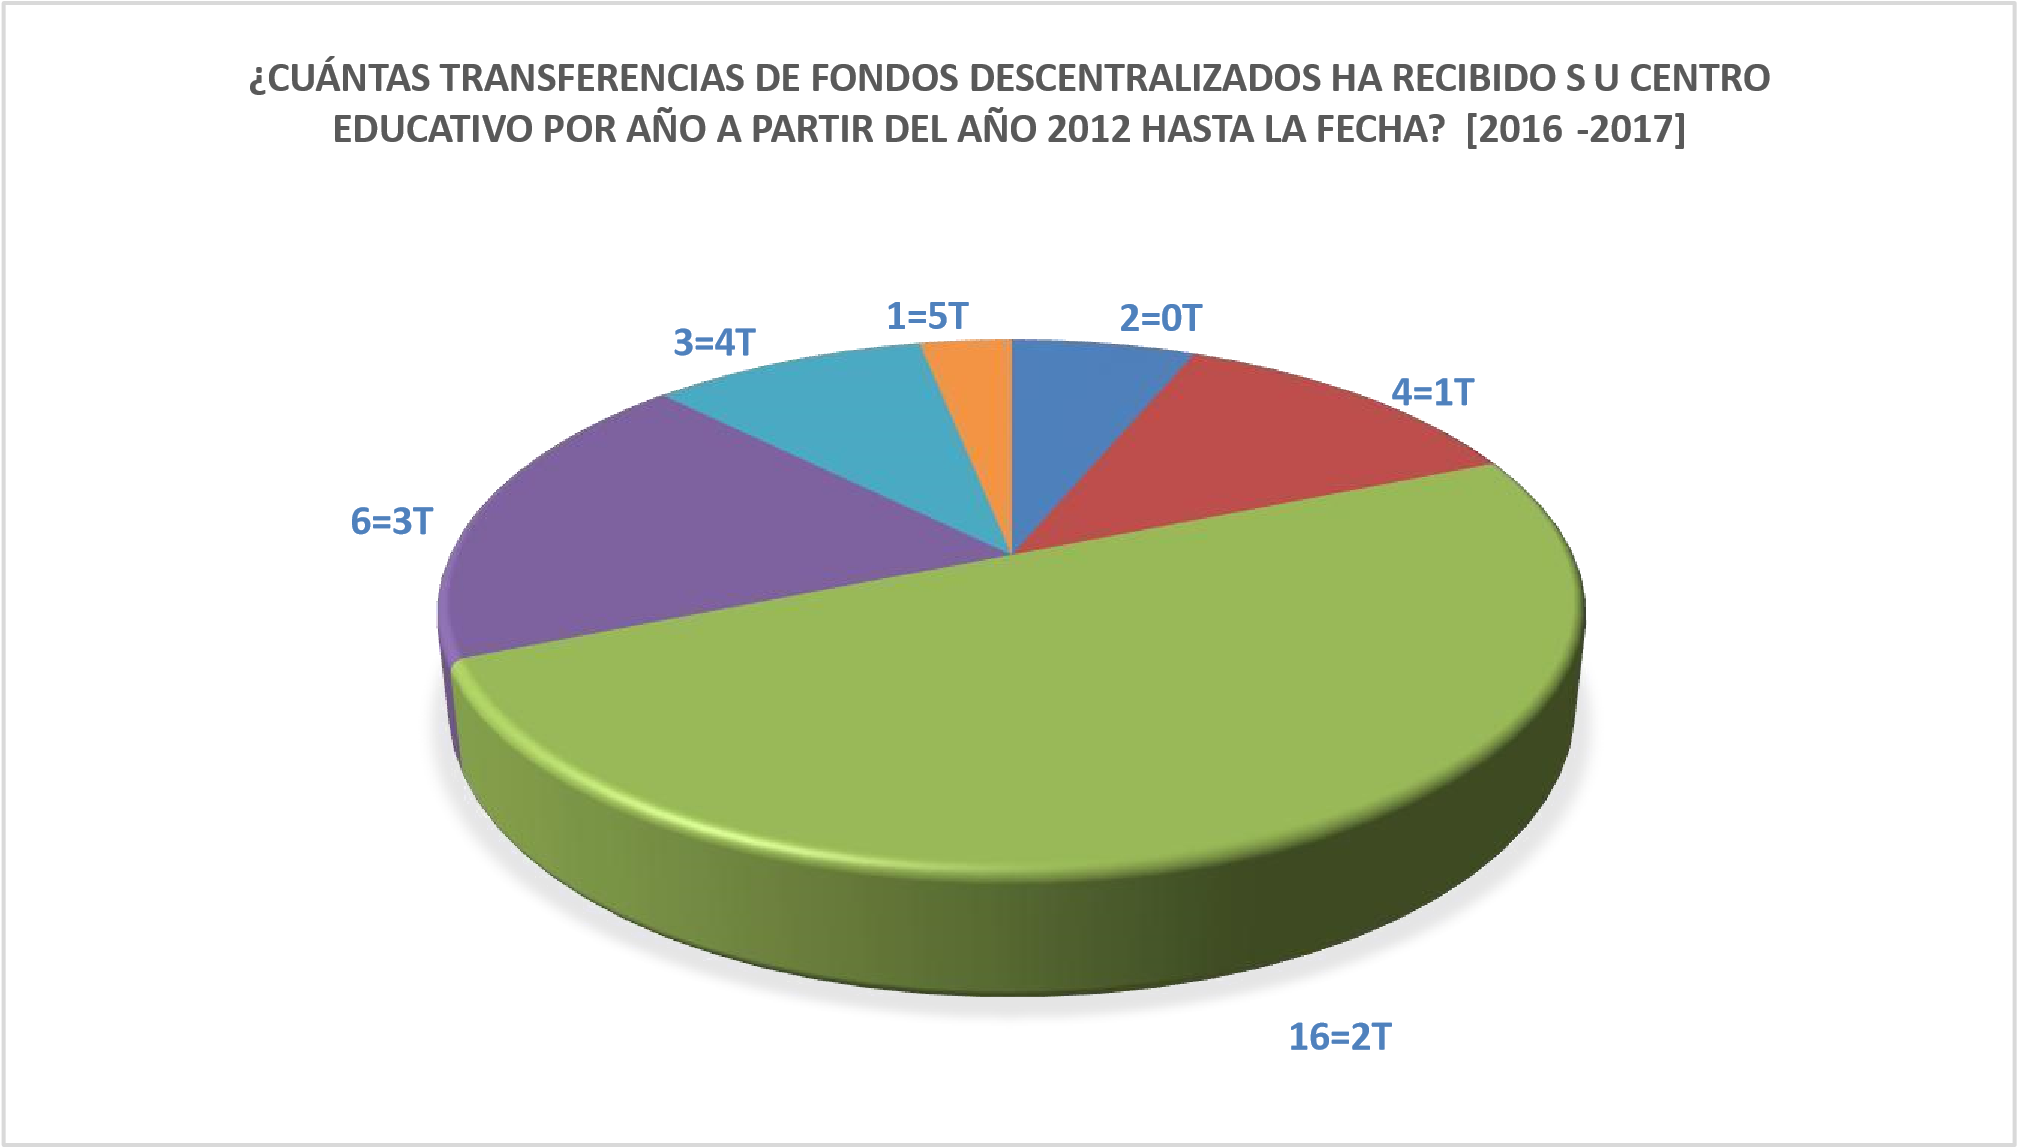 ¿CUÁNTAS TRANSFERENCIAS DE FONDOS DESCENTRALIZADOS HA RECIBIDO S U CENTRO
EDUCATIVO POR AÑO A PARTIR DEL AÑO 2012 HASTA LA FECHA? [2016 -2017]
1=5T
2=0T
3=4T
4=1T
6=3T
16=2T